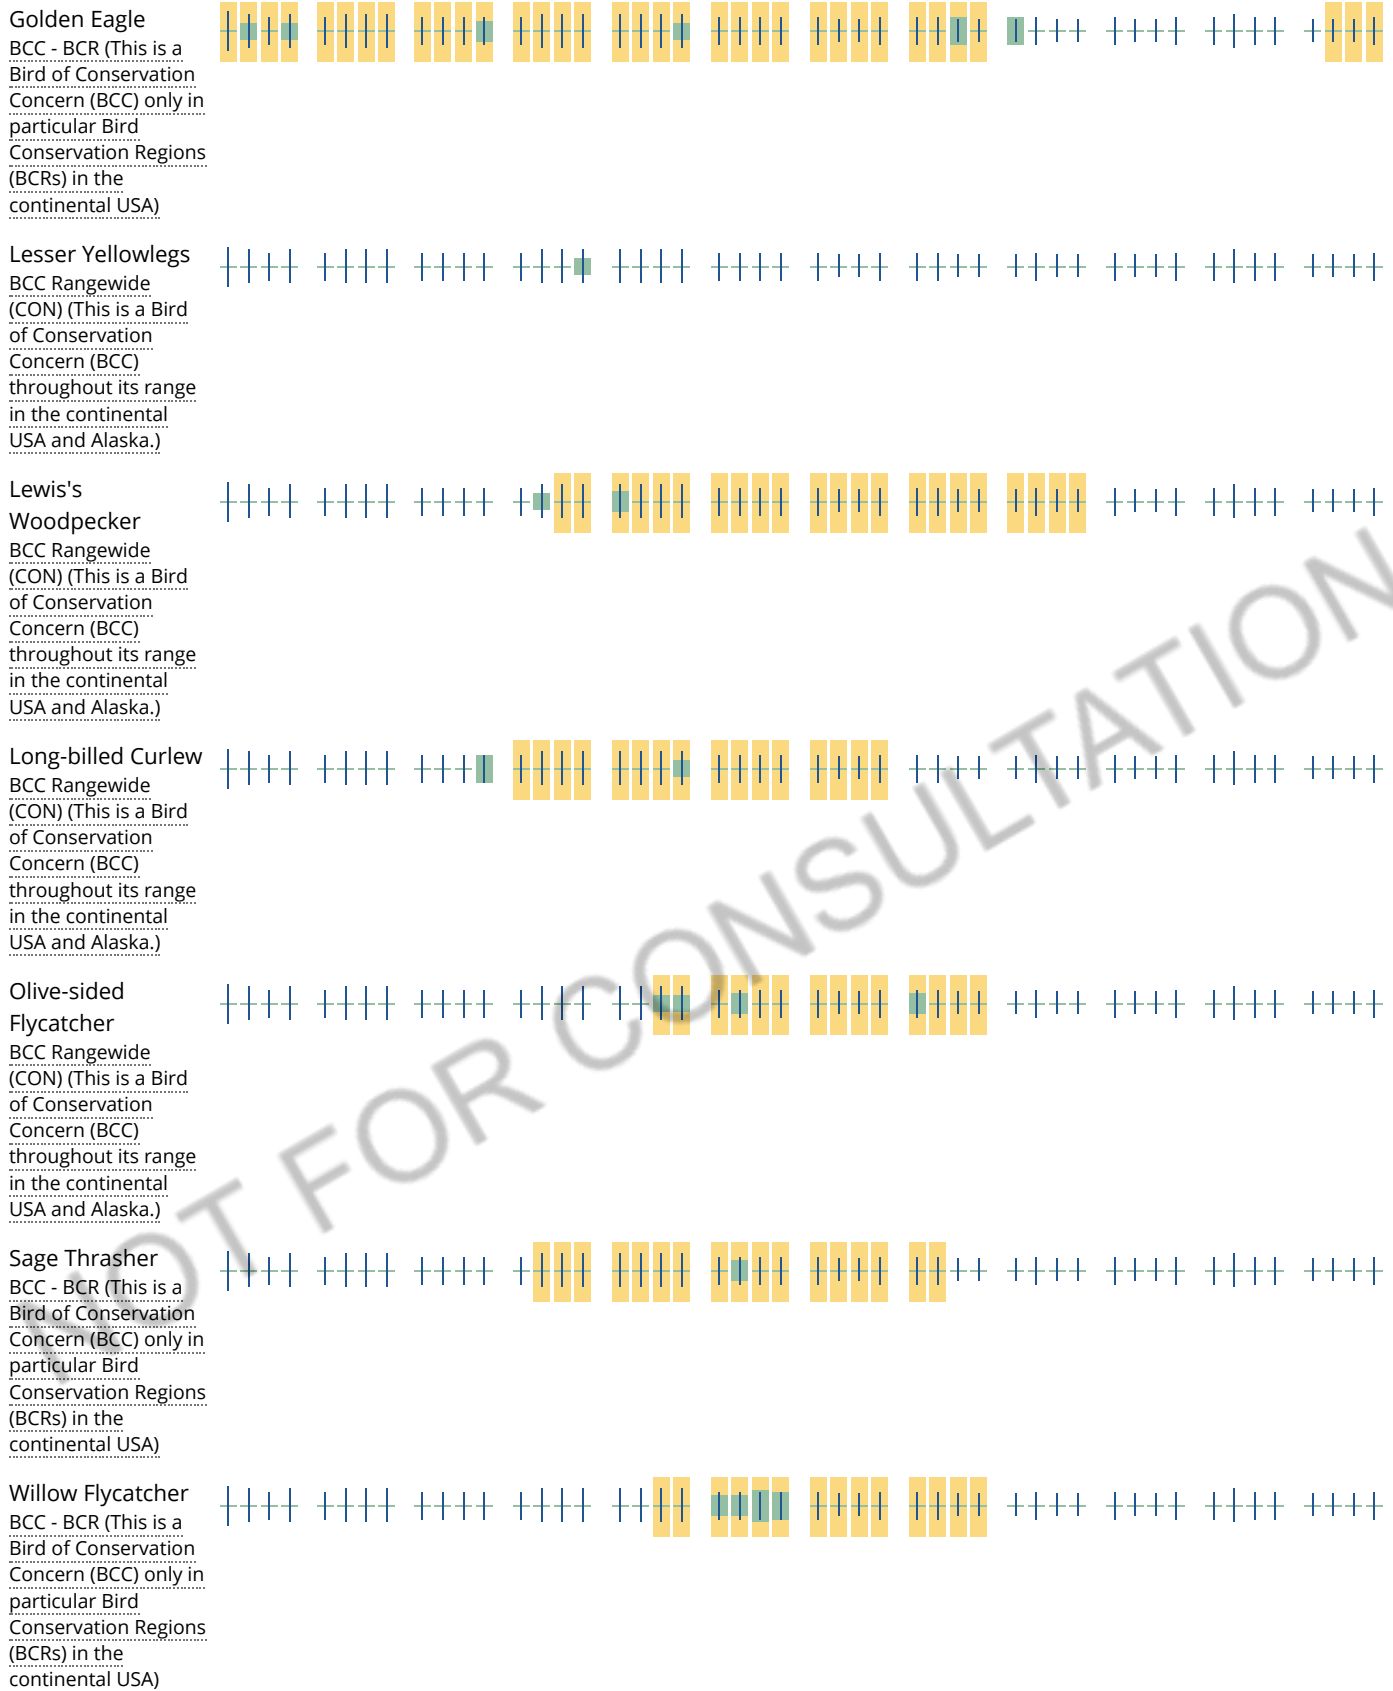 Golden Eagle
BCC - BCR (This is a
Bird of Conservation
Concern (BCC) only in
particular Bird
Conservation Regions
(BCRs) in the
continental USA)
Lesser Yellowlegs
BCC Rangewide
(CON) (This is a Bird
of Conservation
Concern (BCC)
throughout its range
in the continental
USA and Alaska.)
Lewis's
Woodpecker
BCC Rangewide
(CON) (This is a Bird
of Conservation
Concern (BCC)
throughout its range
in the continental
USA and Alaska.)
Long-billed Curlew
BCC Rangewide
(CON) (This is a Bird
of Conservation
Concern (BCC)
throughout its range
in the continental
USA and Alaska.)
Olive-sided
Flycatcher
BCC Rangewide
(CON) (This is a Bird
of Conservation
Concern (BCC)
throughout its range
in the continental
USA and Alaska.)
Sage Thrasher
BCC - BCR (This is a
Bird of Conservation
Concern (BCC) only in
particular Bird
Conservation Regions
(BCRs) in the
continental USA)
Willow Flycatcher
BCC - BCR (This is a
Bird of Conservation
Concern (BCC) only in
particular Bird
Conservation Regions
(BCRs) in the
continental USA)
NOT FOR CONSULTATION